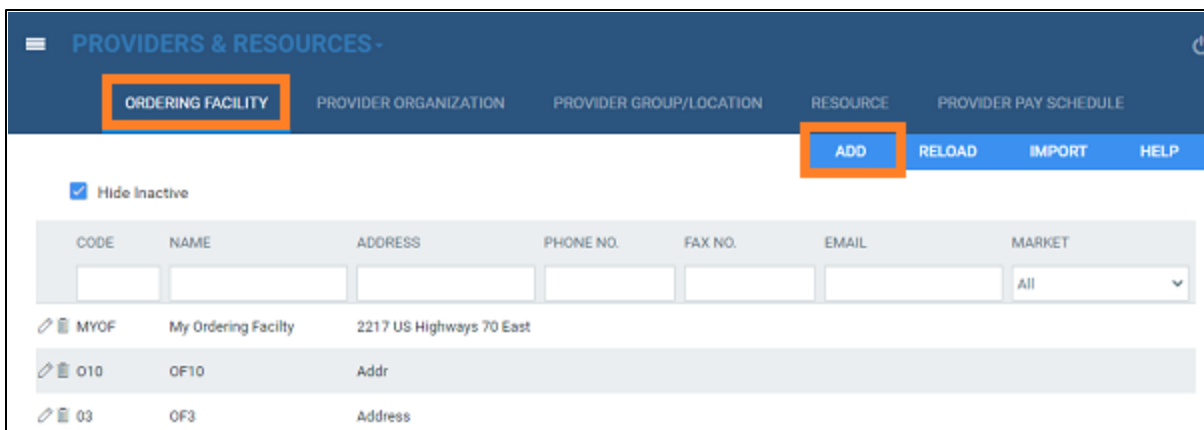 PROVIDERS & RESOURCES
ORDERING FACILITY PROVIDER ORGANIZATION PROVIDER GROUP/LOCATION RESOURCE PROVIDER PAY SCHEDULE
ADD RELOAD IMPORT HELP
Hide Inactive
CODE NAME ADDRESS PHONE NO. FAX NO. EMAIL MARKET
All
MYOF My Ordering Facilty 2217 US Highways 70 East
O10 OF10 Addr
03 OF3 Address